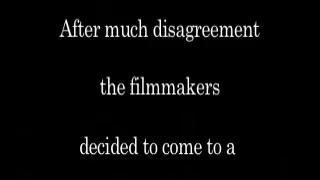 After much disagreement
the filmmakers
decided to come to a